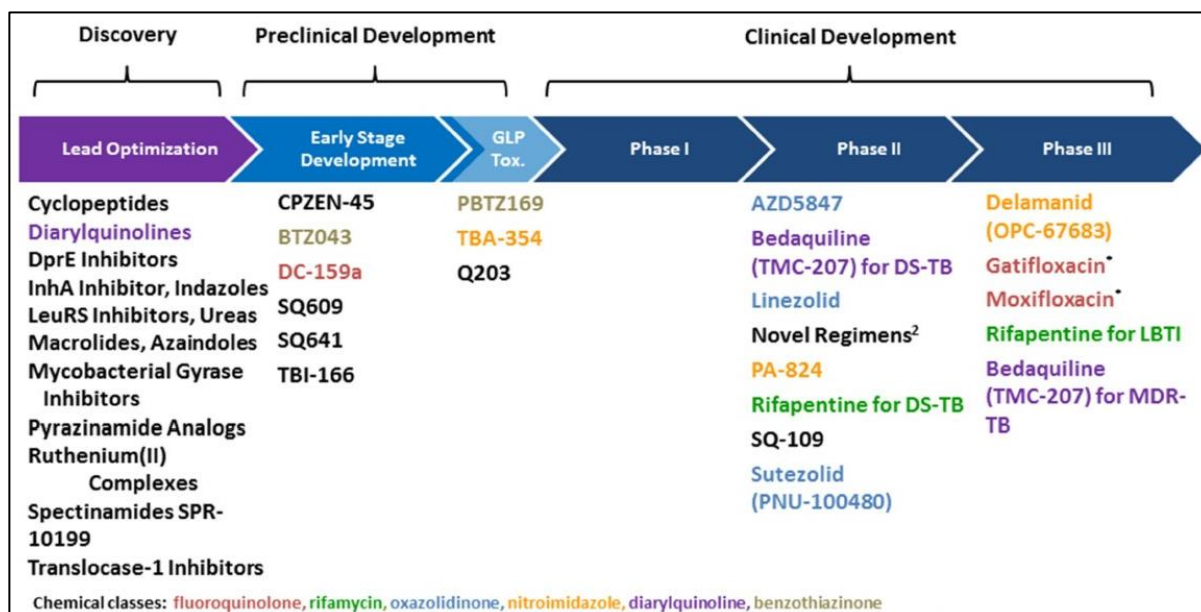 Discovery
Preclinical Development
Clinical Development
Lead Optimization
Early Stage
Development
GLP
Tox.
Phase I
Phase II
Phase III
Cyclopeptides
Diarylquinolines
DprE Inhibitors
InhA Inhibitor, Indazoles
LeuRS Inhibitors, Ureas
Macrolides, Azaindoles
Mycobacterial Gyrase
Inhibitors
Pyrazinamide Analogs
Ruthenium(II)
Complexes
Spectinamides SPR-
10199
Translocase-1 Inhibitors
CPZEN-45
BTZ043
DC-159a
SQ609
SQ641
TBI-166
PBTZ169
TBA-354
Q203
AZD5847
Bedaquiline
(TMC-207) for DS-TB
Linezolid
Novel Regimens²
PA-824
Rifapentine for DS-TB
SQ-109
Sutezolid
(PNU-100480)
Delamanid
(OPC-67683)
Gatifloxacin*
Moxifloxacin*
Rifapentine for LBTI
Bedaquiline
(TMC-207) for MDR-
TB
Chemical classes: fluoroquinolone, rifamycin, oxazolidinone, nitroimidazole, diarylquinoline, benzothiazinone